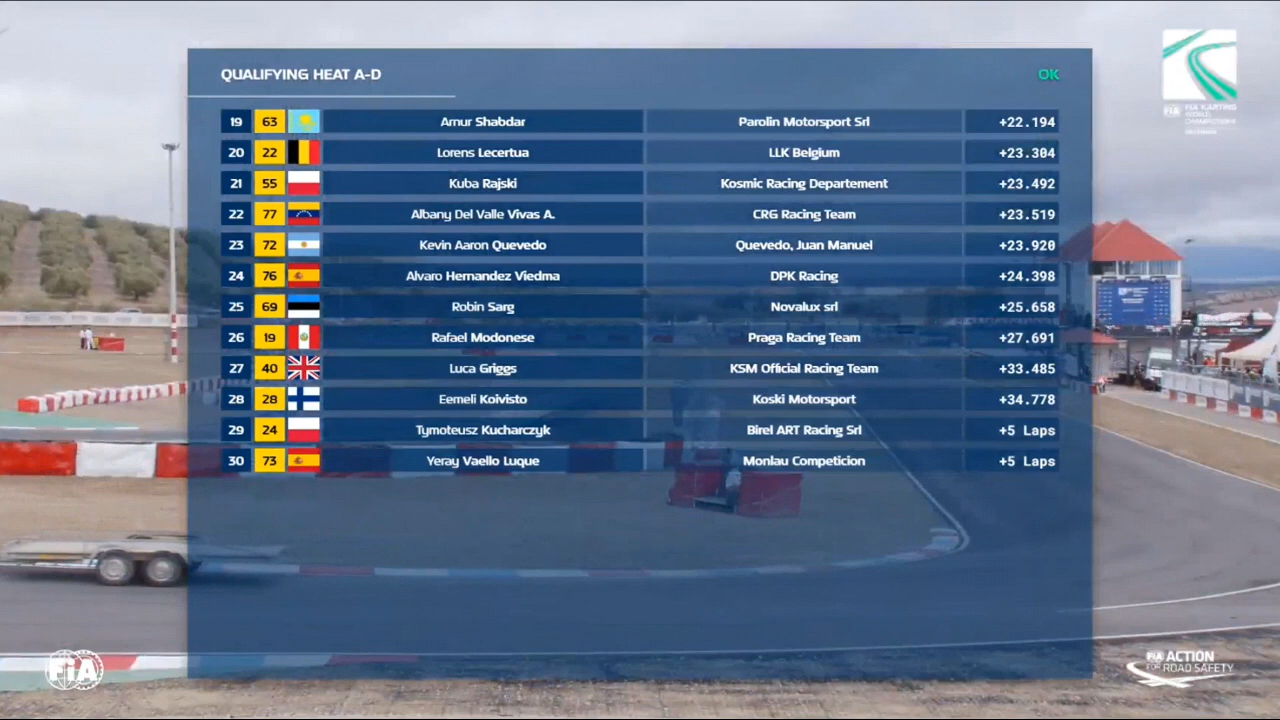 QUALIFYING HEAT A-D OK
19 63 Arnur Shabdar Parolin Motorsport Srl +22.194
20 22 Lorens Lecertua LLK Belgium +23.304
21 55 Kuba Rajski Kosmic Racing Departement +23.492
22 77 Albany Del Valle Vivas A. CRG Racing Team +23.519
23 72 Kevin Aaron Quevedo Quevedo, Juan Manuel +23.920
24 76 Alvaro Hernandez Viedma DPK Racing +24.398
25 69 Robin Sarg Novalux srl +25.658
26 19 Rafael Modonese Praga Racing Team +27.691
27 40 Luca Griggs KSM Official Racing Team +33.485
28 28 Eemeli Koivisto Koski Motorsport +34.778
29 24 Tymoteusz Kucharczyk Birel ART Racing Srl +5 Laps
30 73 Yeray Vaello Luque Monlau Competicion +5 Laps
FIA KARTING
WORLD
CHAMPIONSHIP
FIA
FIA ACTION
FOR ROAD SAFETY